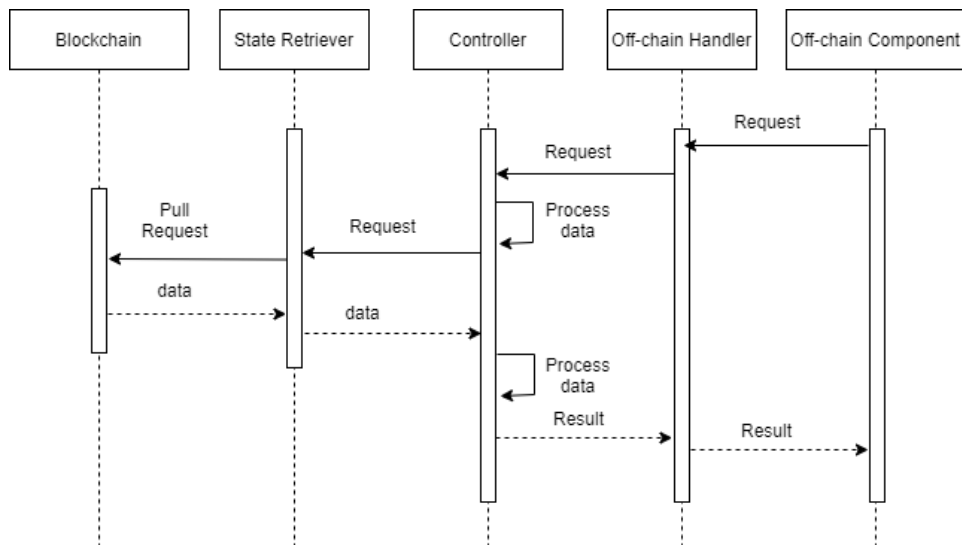 Blockchain
State Retriever
Controller
Off-chain Handler
Off-chain Component
Request
Request
Process
data
Pull
Request
Request
data
data
Process
data
Result
Result